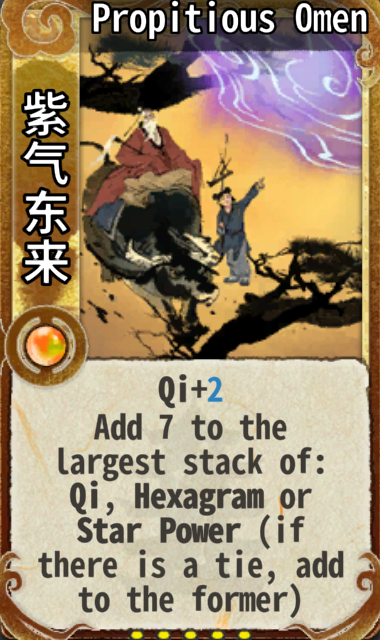 Propitious Omen
紫气东来
Qi+2
Add 7 to the
largest stack of:
Qi, Hexagram or
Star Power (if
there is a tie, add
to the former)